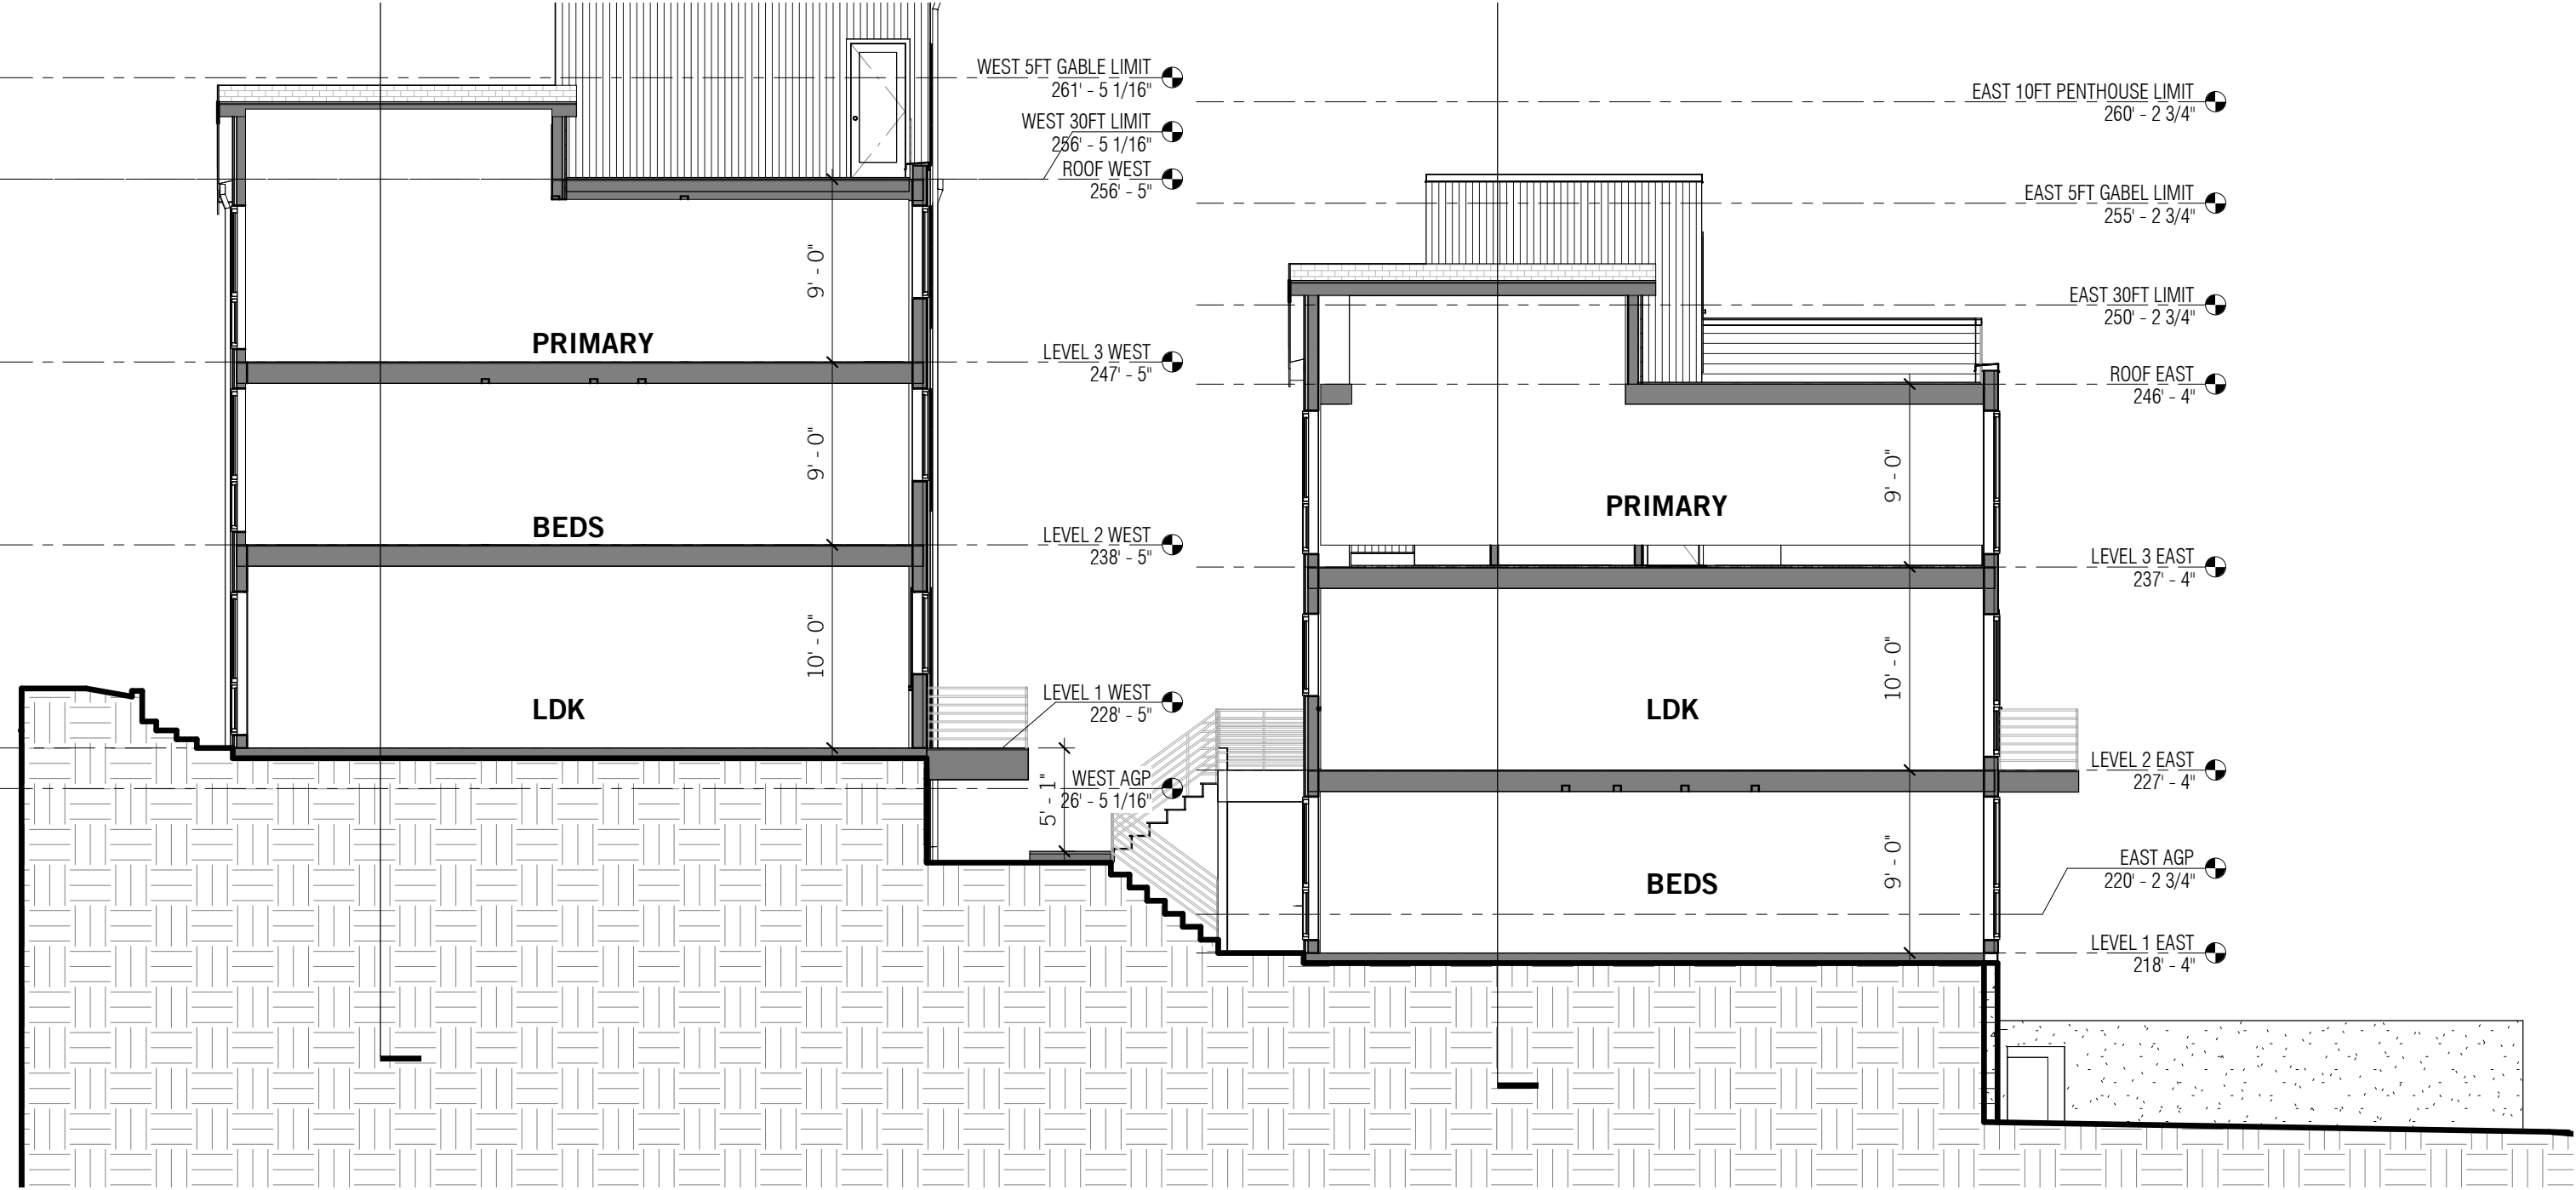 WEST 5FT GABLE LIMIT
261' - 5 1/16"
WEST 30FT LIMIT
256' - 5 1/16"
ROOF WEST
256' - 5"
9' - 0"
PRIMARY
LEVEL 3 WEST
247' - 5"
9' - 0"
BEDS
LEVEL 2 WEST
238' - 5"
10' - 0"
LDK
LEVEL 1 WEST
228' - 5"
5' - 1"
WEST AGP
26' - 5 1/16"
EAST 10FT PENTHOUSE LIMIT
260' - 2 3/4"
EAST 5FT GABEL LIMIT
255' - 2 3/4"
EAST 30FT LIMIT
250' - 2 3/4"
ROOF EAST
246' - 4"
9' - 0"
PRIMARY
LEVEL 3 EAST
237' - 4"
10' - 0"
LDK
LEVEL 2 EAST
227' - 4"
9' - 0"
BEDS
EAST AGP
220' - 2 3/4"
LEVEL 1 EAST
218' - 4"